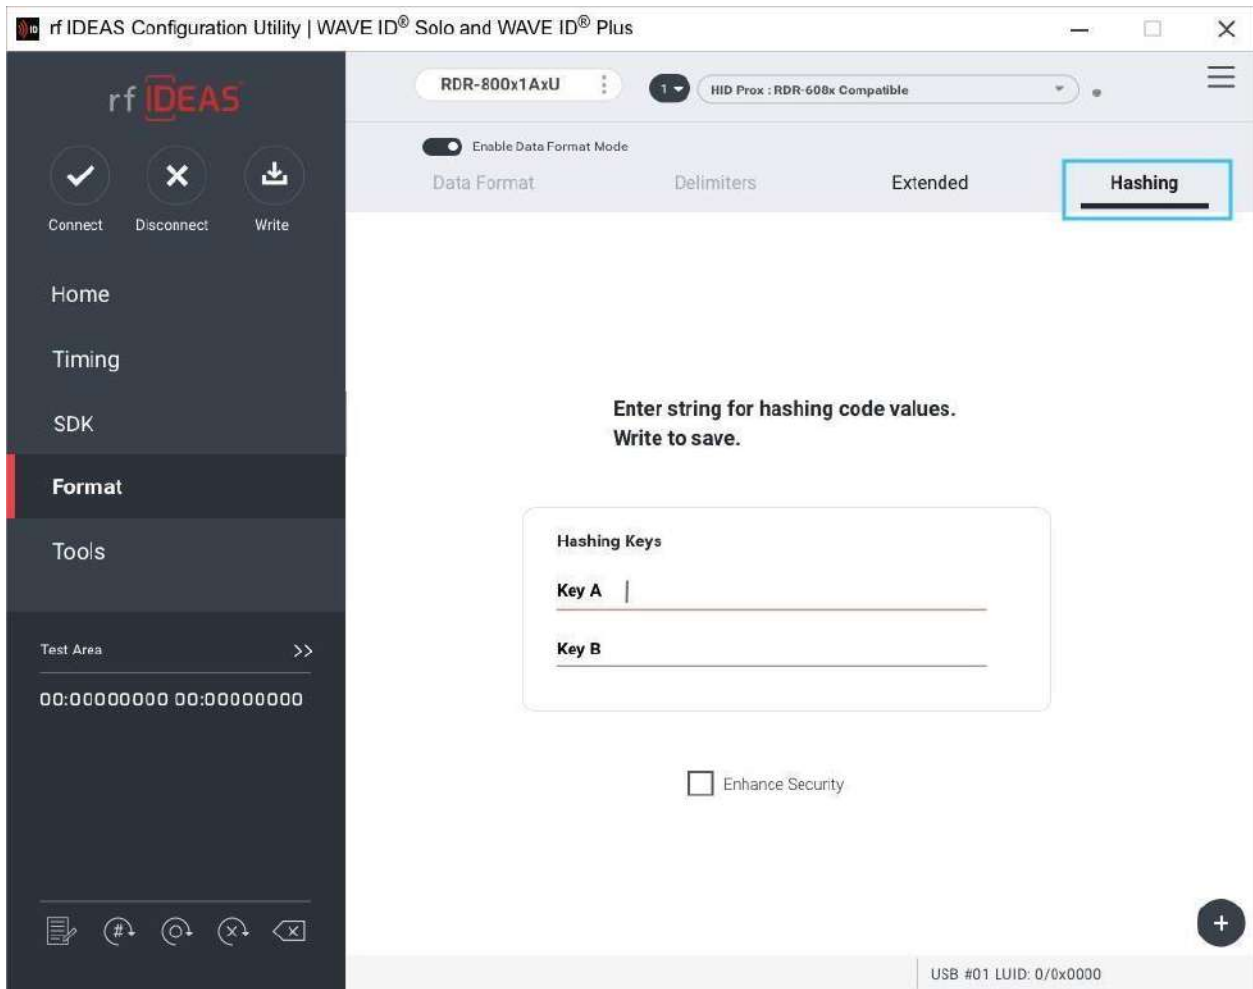 rf IDEAS Configuration Utility | WAVE ID® Solo and WAVE ID® Plus
rf IDEAS
RDR-800x1AxU
1
HID Prox : RDR-608x Compatible
Enable Data Format Mode
Data Format Delimiters Extended Hashing
Connect Disconnect Write
Home
Timing
SDK
Format
Tools
Test Area >>
00:00000000 00:00000000
Enter string for hashing code values.
Write to save.
Hashing Keys
Key A
Key B
Enhance Security
USB #01 LUID: 0/0x0000